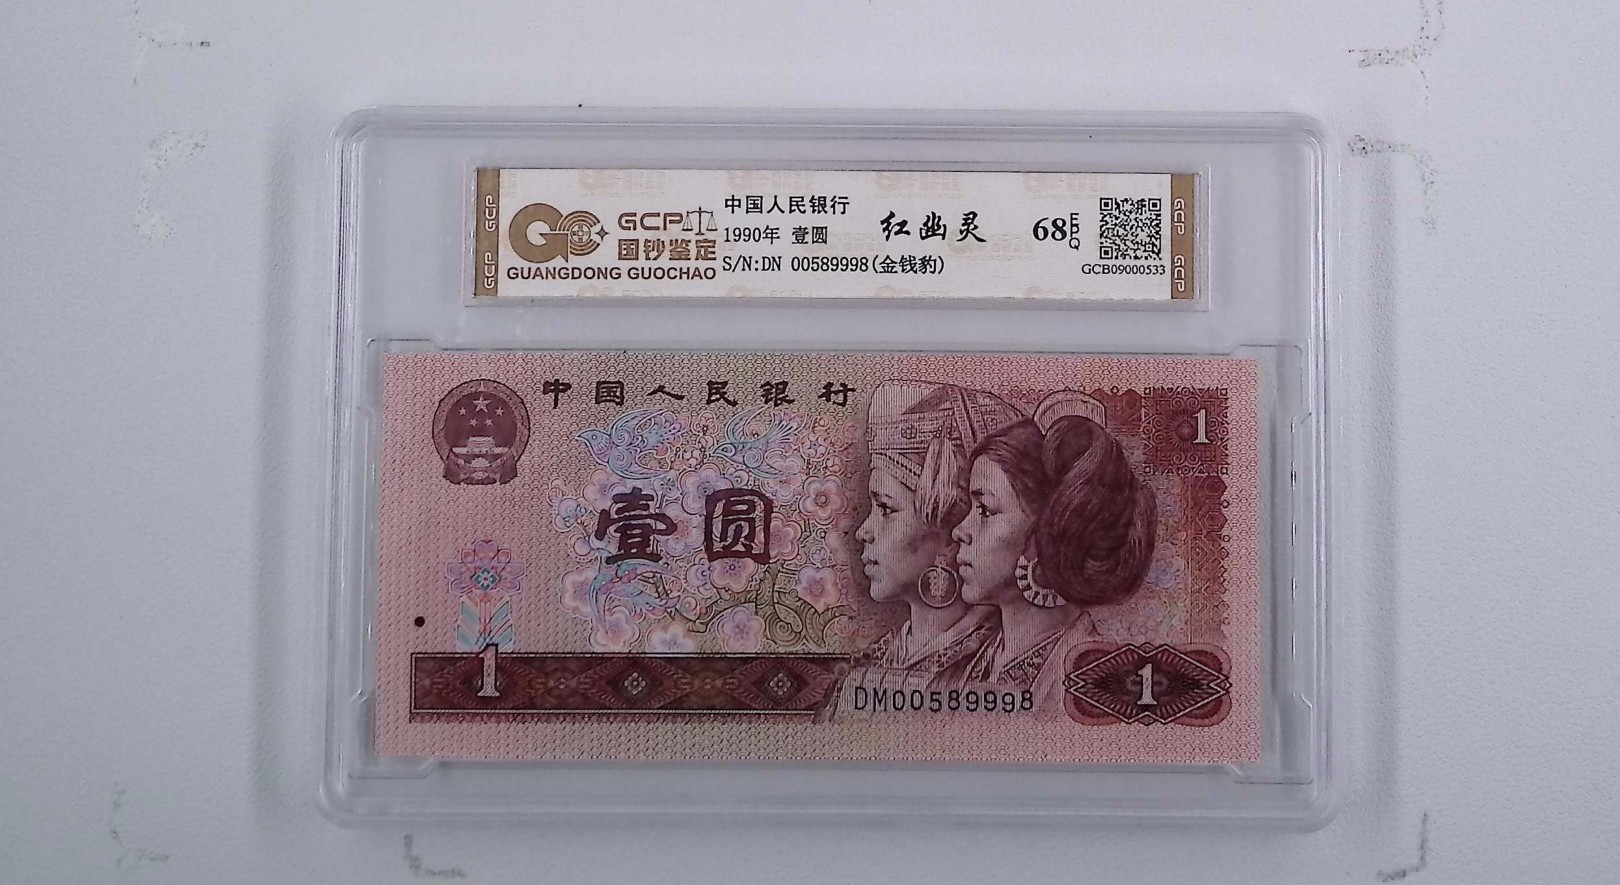 GCP
GCP
GCP
国钞鉴定
GUANGDONG GUOCHAO
中国人民银行
1990年 壹圆
S/N:DN 00589998(金钱豹)
红幽灵
68 EPQ
GCB09000533
GCP
GCP
中国人民银行
1
壹圆
1
DM00589998
1